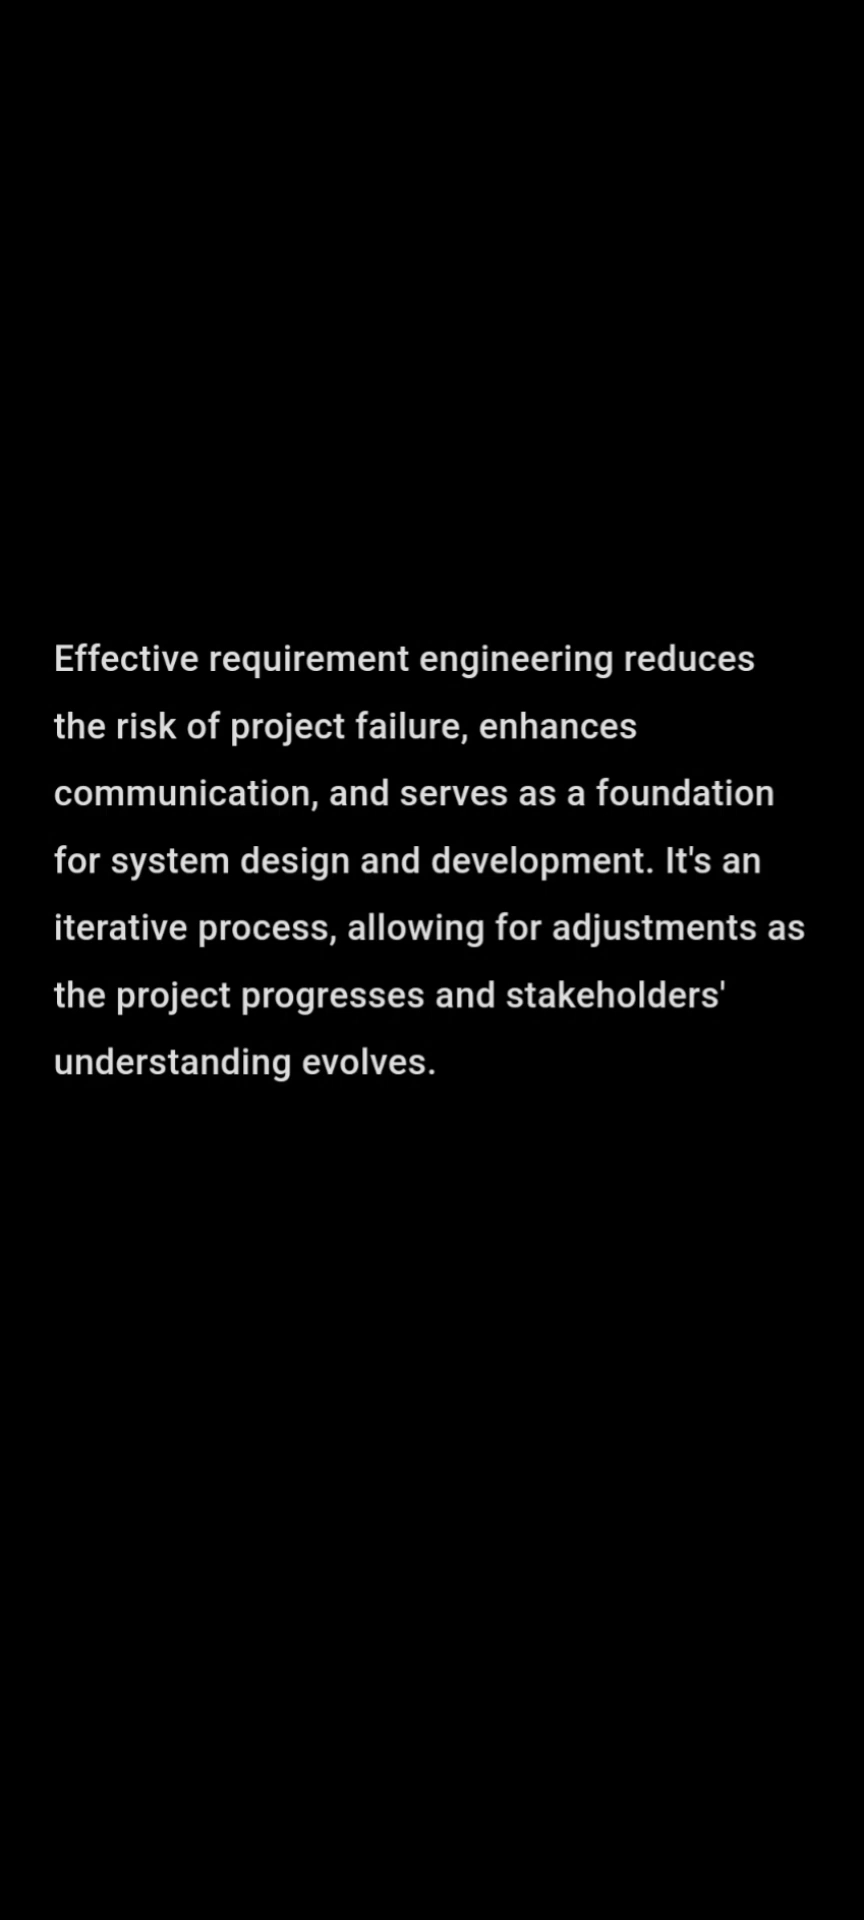 Effective requirement engineering reduces
the risk of project failure, enhances
communication, and serves as a foundation
for system design and development. It's an
iterative process, allowing for adjustments as
the project progresses and stakeholders'
understanding evolves.